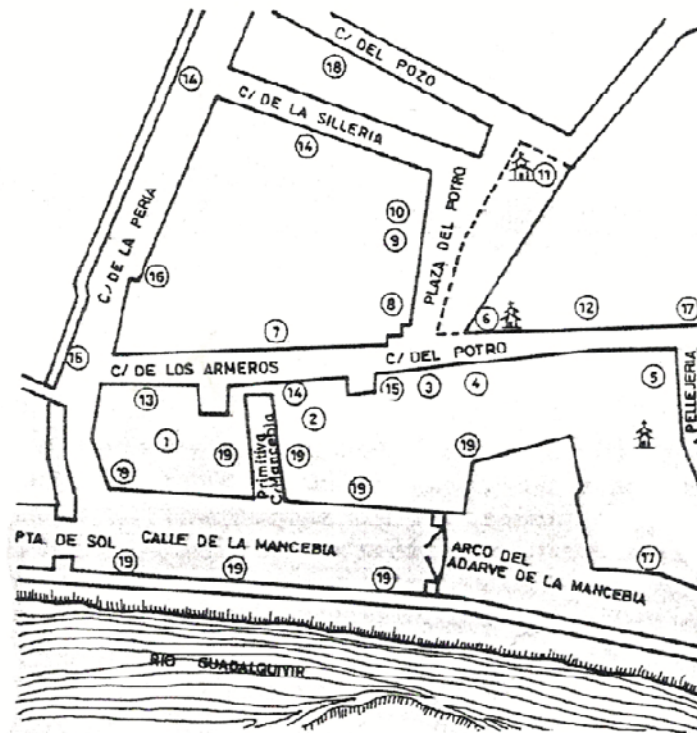 C/ DEL POZO
14
18
C/ DE LA SILLERIA
14
11
C/ DE LA PERIA
PLAZA DEL POTRO
10
9
16
8
6
12
17
7
C/ DEL POTRO
15
C/ DE LOS ARMEROS
13
14
15
3
4
5
PELLEJERIA
2
1
19
19
19
19
Primitiva
C/Mancebia
19
PTA. DE SOL
CALLE DE LA MANCEBIA
ARCO DEL
ADARVE DE LA MANCEBIA
17
19
19
19
RIO GUADALQUIVIR